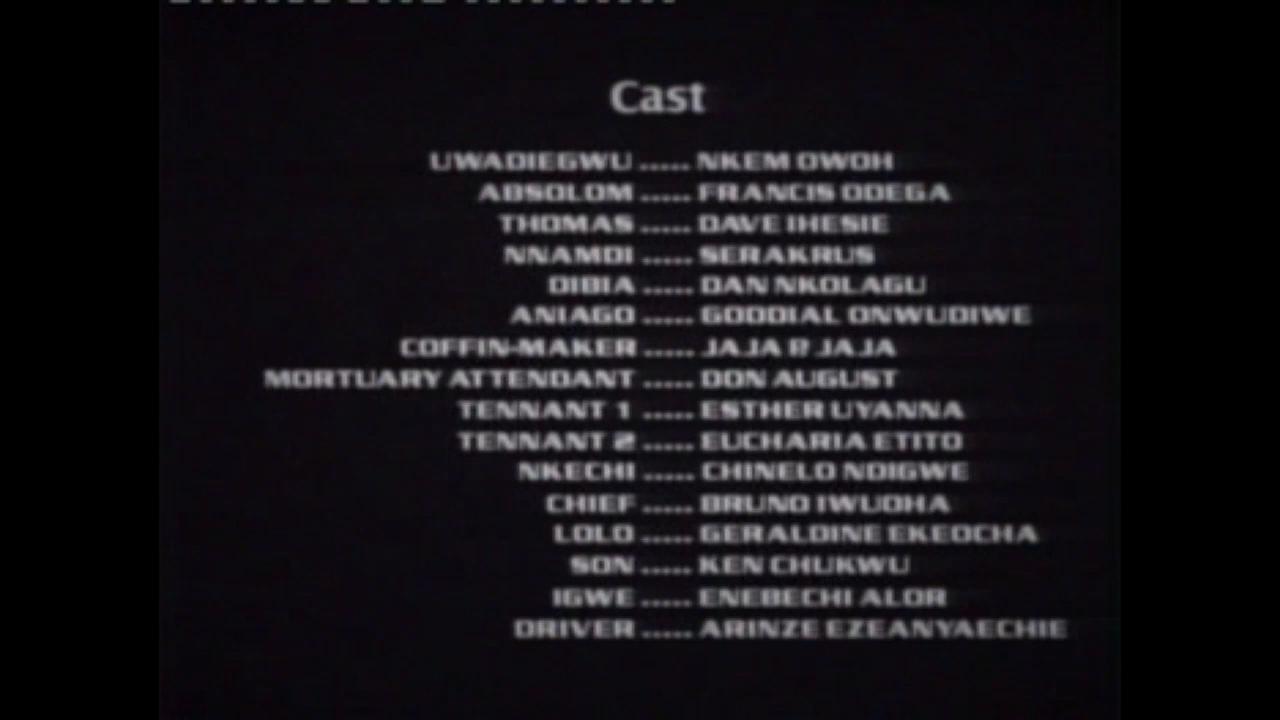 Cast
UWADIEGWU ..... NKEM OWOH
ABSOLOM ..... FRANCIS ODEGA
THOMAS ..... DAVE IHESIE
NNAMDI ..... SERAKRUS
DIBIA ..... DAN NKOLAGU
ANIAGO ..... GODDIAL ONWUDIWE
COFFIN-MAKER ..... JAJA P. JAJA
MORTUARY ATTENDANT ..... DON AUGUST
TENNANT 1 ..... ESTHER UYANNA
TENNANT 2 ..... EUCHARIA ETITO
NKECHI ..... CHINELO NDIGWE
CHIEF ..... BRUNO IWUOHA
LOLO ..... GERALDINE EKEOCHA
SON ..... KEN CHUKWU
IGWE ..... ENEBECHI ALOR
DRIVER ..... ARINZE EZEANYAECHIE